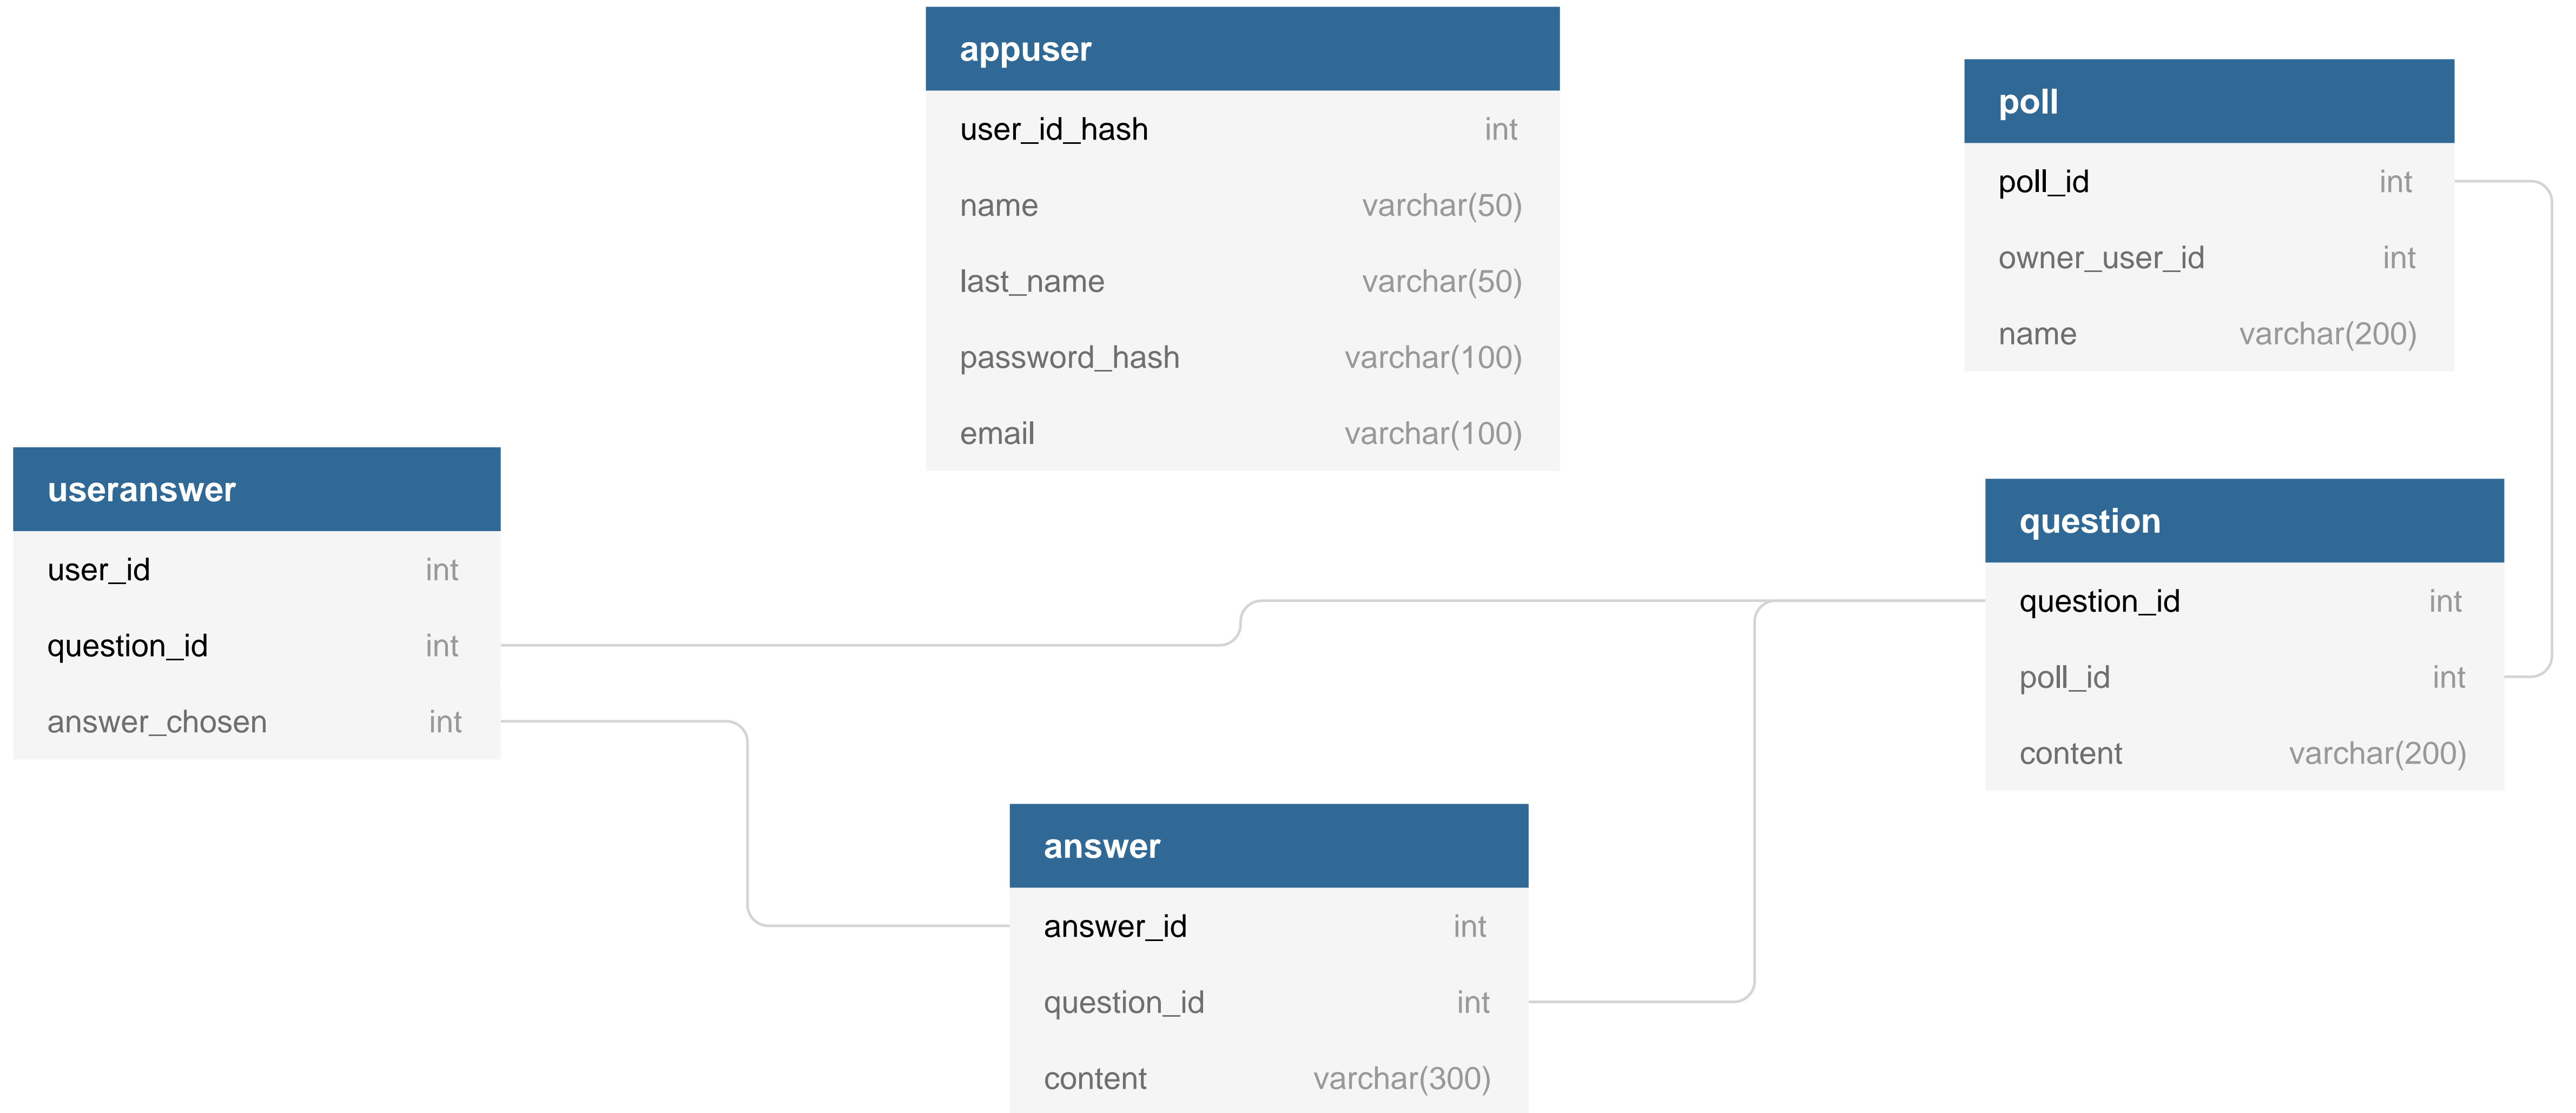 appuser
user_id_hash int
name varchar(50)
last_name varchar(50)
password_hash varchar(100)
email varchar(100)
poll
poll_id int
owner_user_id int
name varchar(200)
useranswer
user_id int
question_id int
answer_chosen int
question
question_id int
poll_id int
content varchar(200)
answer
answer_id int
question_id int
content varchar(300)